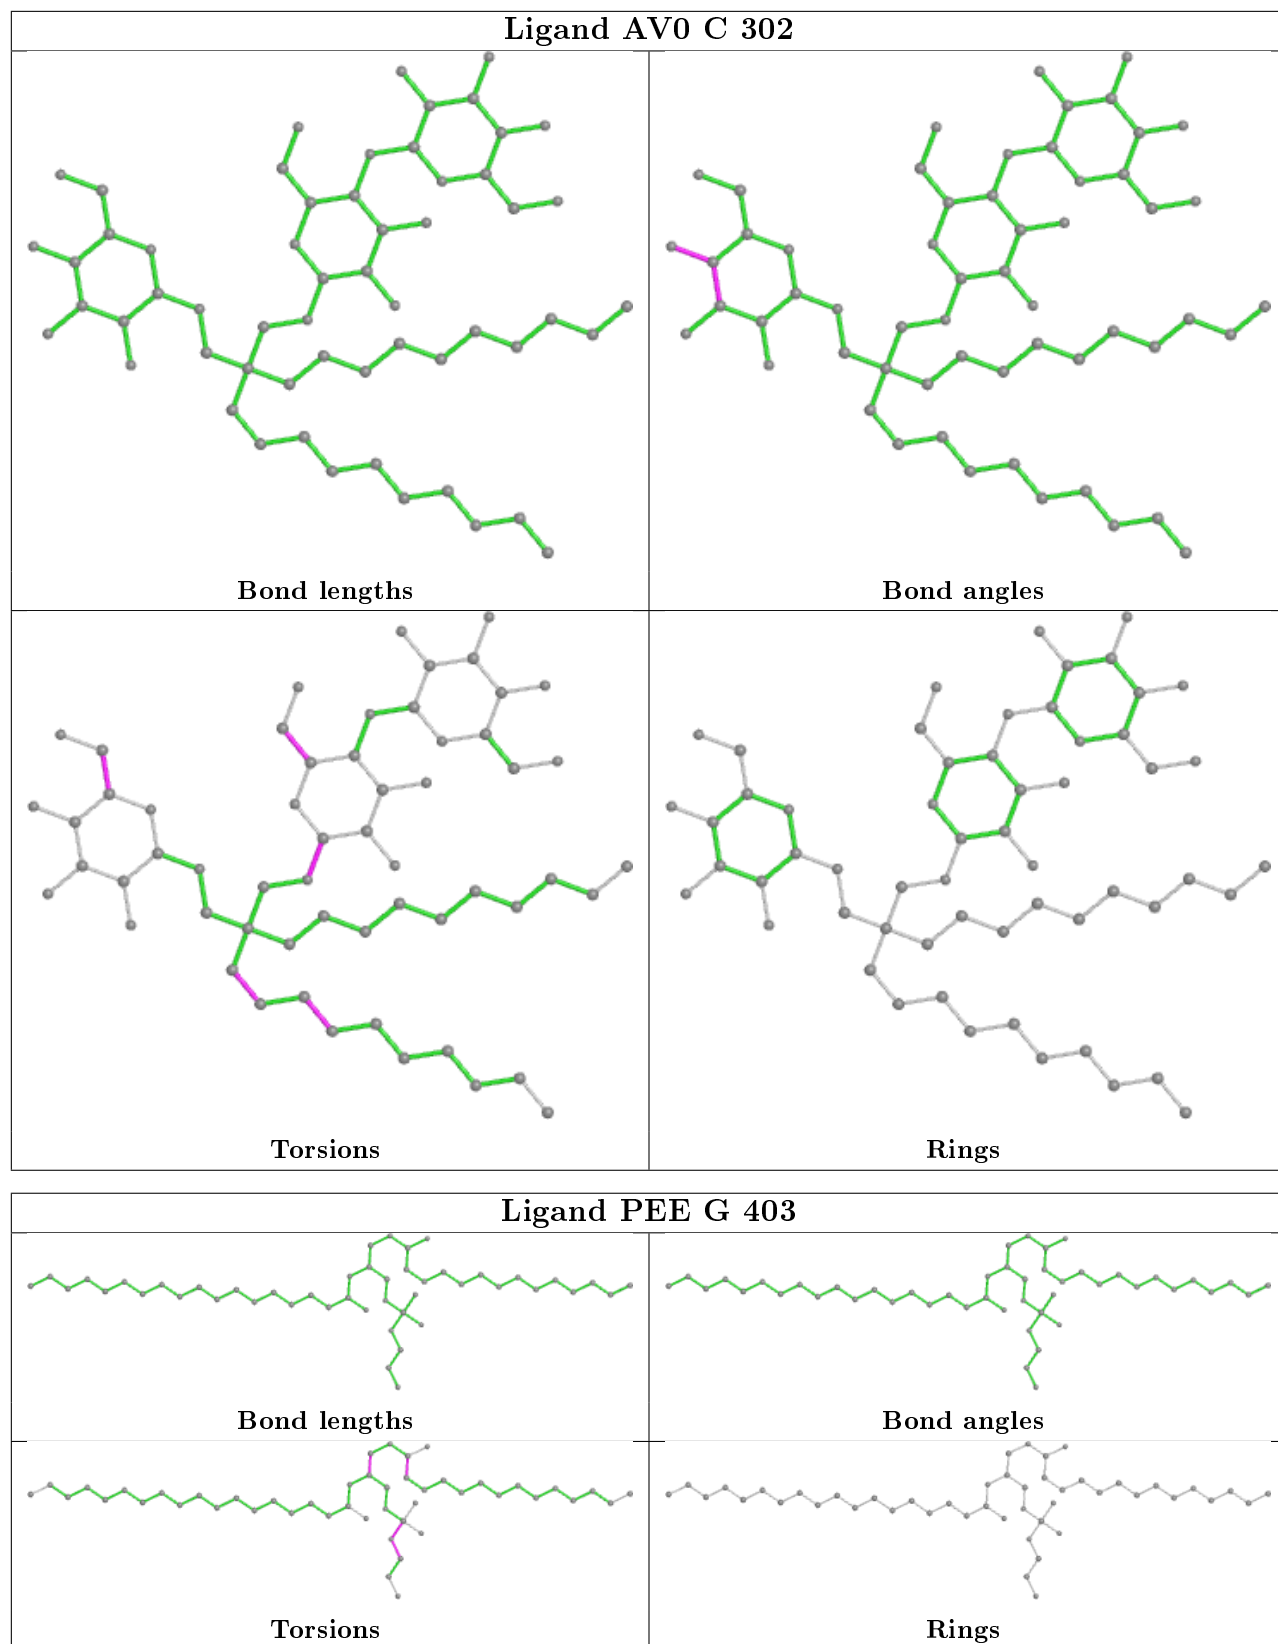 Ligand AV0 C 302
Bond lengths
Bond angles
Torsions
Rings
Ligand PEE G 403
Bond lengths
Bond angles
Torsions
Rings